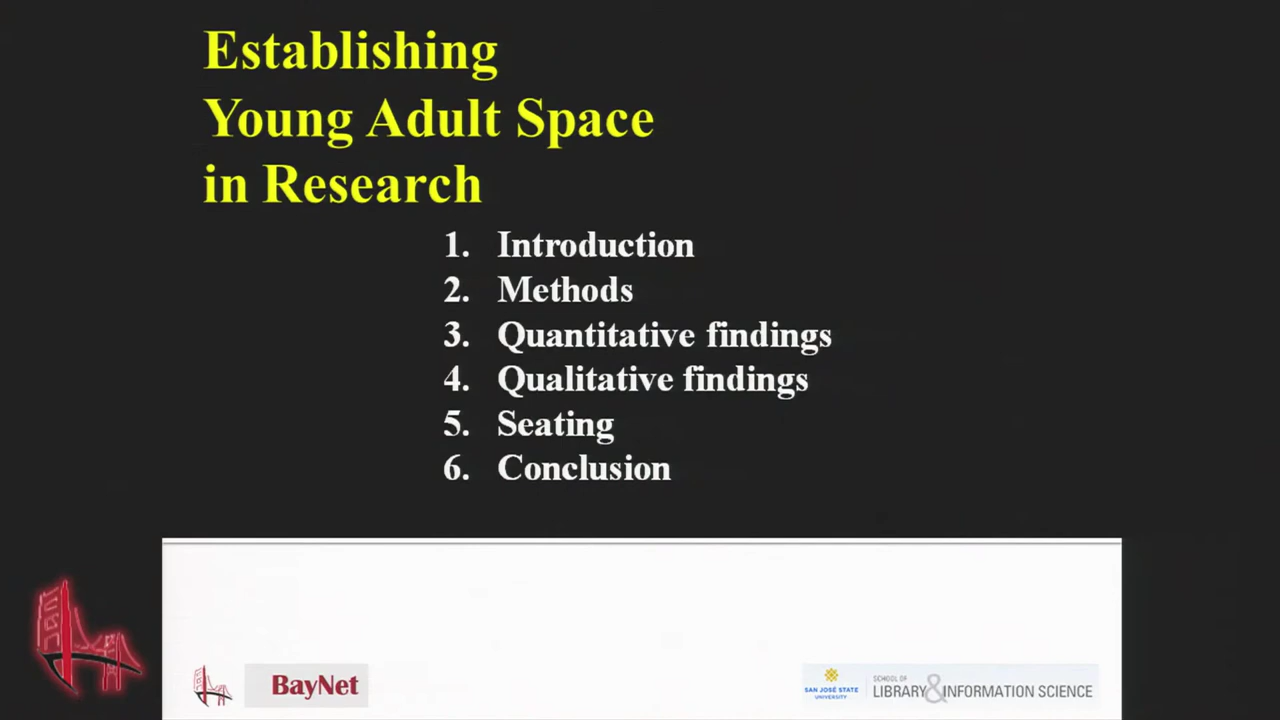 Establishing
Young Adult Space
in Research
1. Introduction
2. Methods
3. Quantitative findings
4. Qualitative findings
5. Seating
6. Conclusion
BayNet
SAN JOSÉ STATE
UNIVERSITY
SCHOOL OF
LIBRARY & INFORMATION SCIENCE